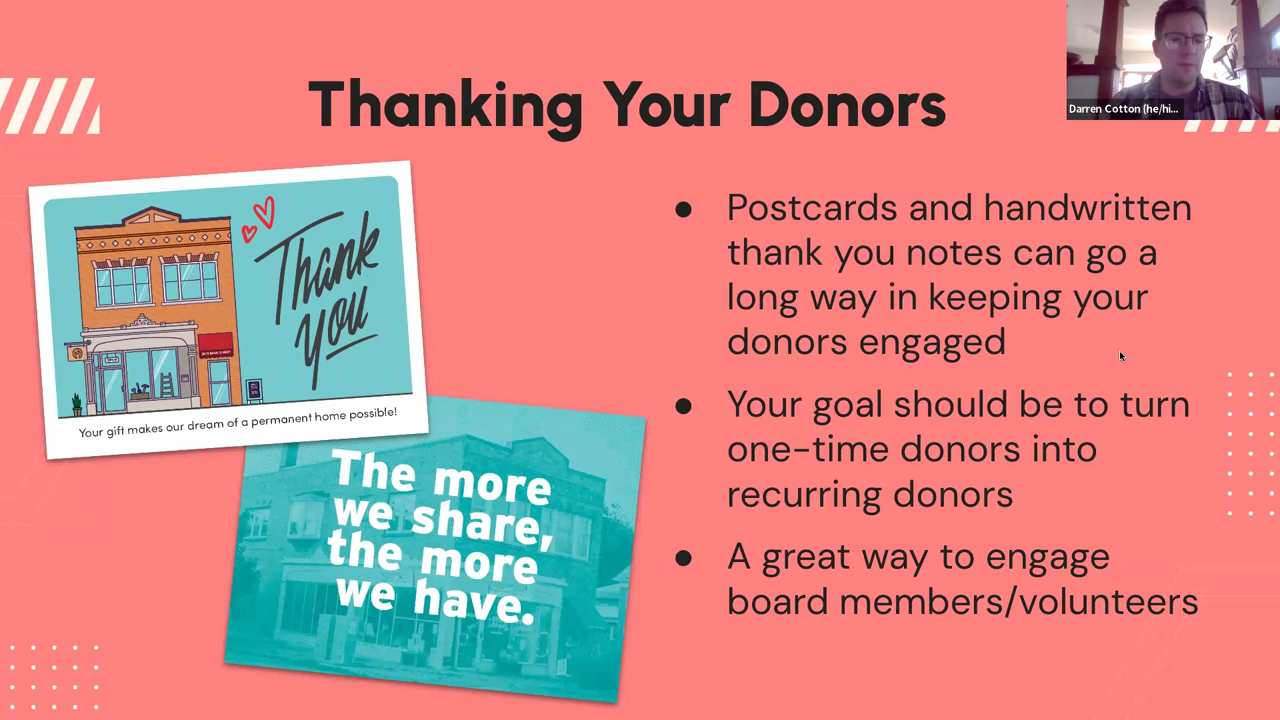 Thanking Your Donors
Darren Cotton (he/hi...
Thank
you
Your gift makes our dream of a permanent home possible!
The more
we share,
the more
we have.
● Postcards and handwritten
thank you notes can go a
long way in keeping your
donors engaged
● Your goal should be to turn
one-time donors into
recurring donors
● A great way to engage
board members/volunteers